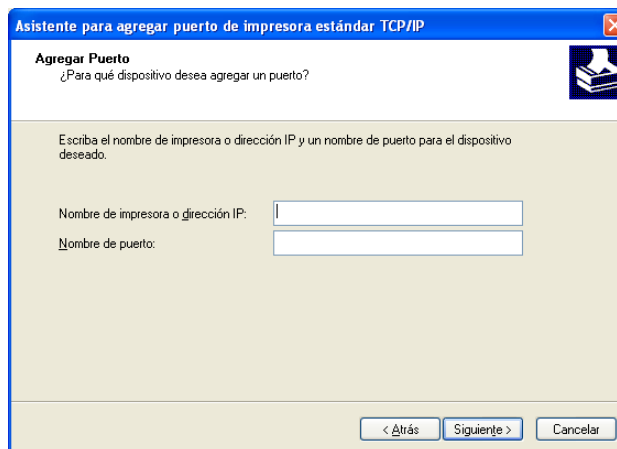 Asistente para agregar puerto de impresora estándar TCP/IP
Agregar Puerto
¿Para qué dispositivo desea agregar un puerto?
Escriba el nombre de impresora o dirección IP y un nombre de puerto para el dispositivo
deseado.
Nombre de impresora o dirección IP:
Nombre de puerto:
< Atrás
Siguiente >
Cancelar